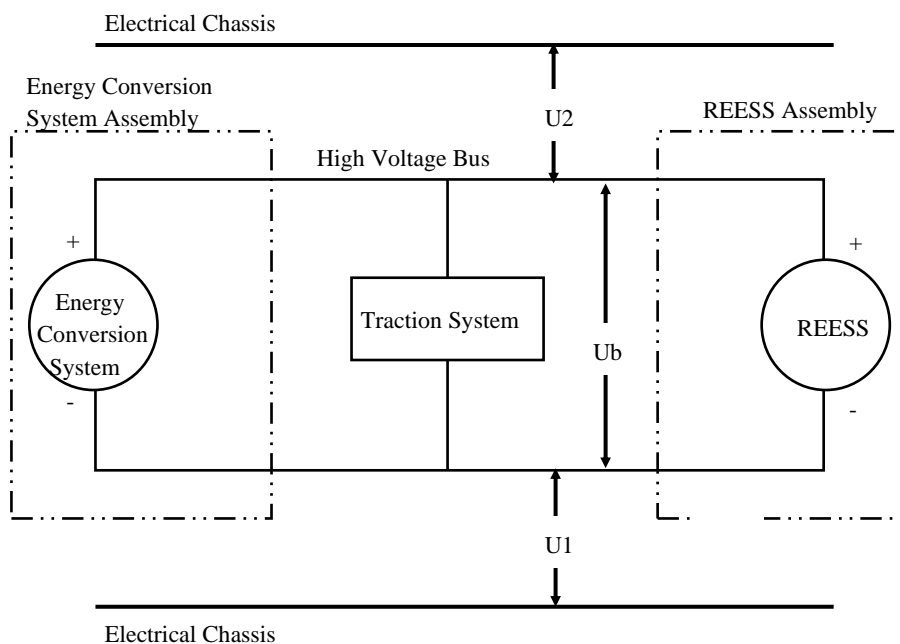 Electrical Chassis
Energy Conversion
System Assembly
U2
REESS Assembly
High Voltage Bus
+
+
Energy
Conversion
System
Traction System
REESS
Ub
-
-
U1
Electrical Chassis